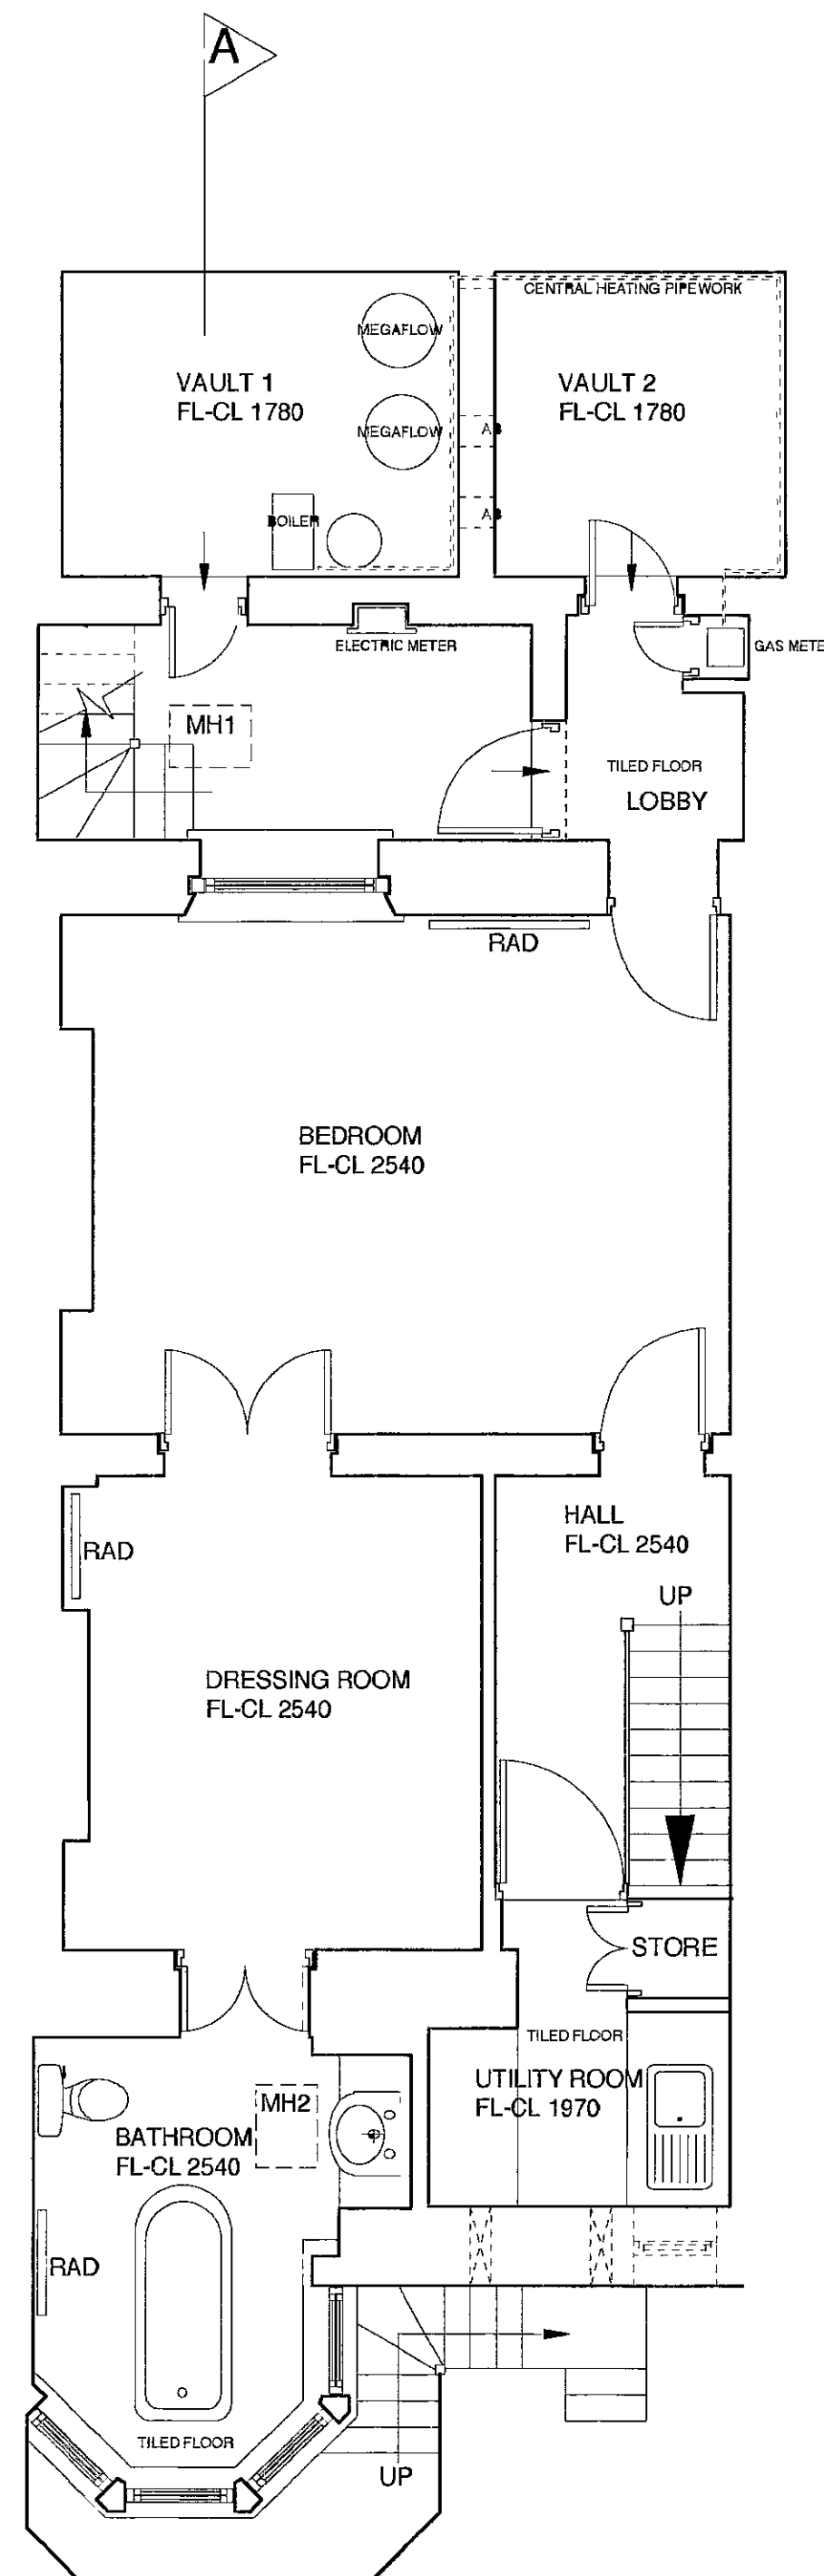 A
CENTRAL HEATING PIPEWORK
MEGAFLOW
VAULT 1
FL-CL 1780
VAULT 2
FL-CL 1780
MEGAFLOW
AB
BOILER
AB
ELECTRIC METER
GAS METE
MH1
TILED FLOOR
LOBBY
RAD
BEDROOM
FL-CL 2540
HALL
FL-CL 2540
RAD
UP
DRESSING ROOM
FL-CL 2540
STORE
TILED FLOOR
UTILITY ROOM
FL-CL 1970
MH2
BATHROOM
FL-CL 2540
RAD
TILED FLOOR
UP